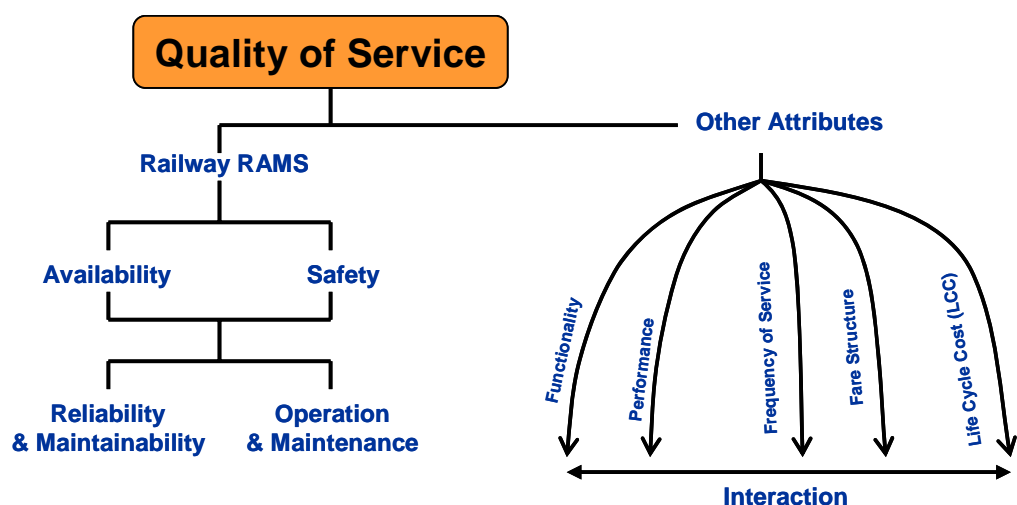 Quality of Service
Other Attributes
Railway RAMS
Availability
Safety
Reliability
& Maintainability
Operation
& Maintenance
Functionality
Performance
Frequency of Service
Fare Structure
Life Cycle Cost (LCC)
Interaction